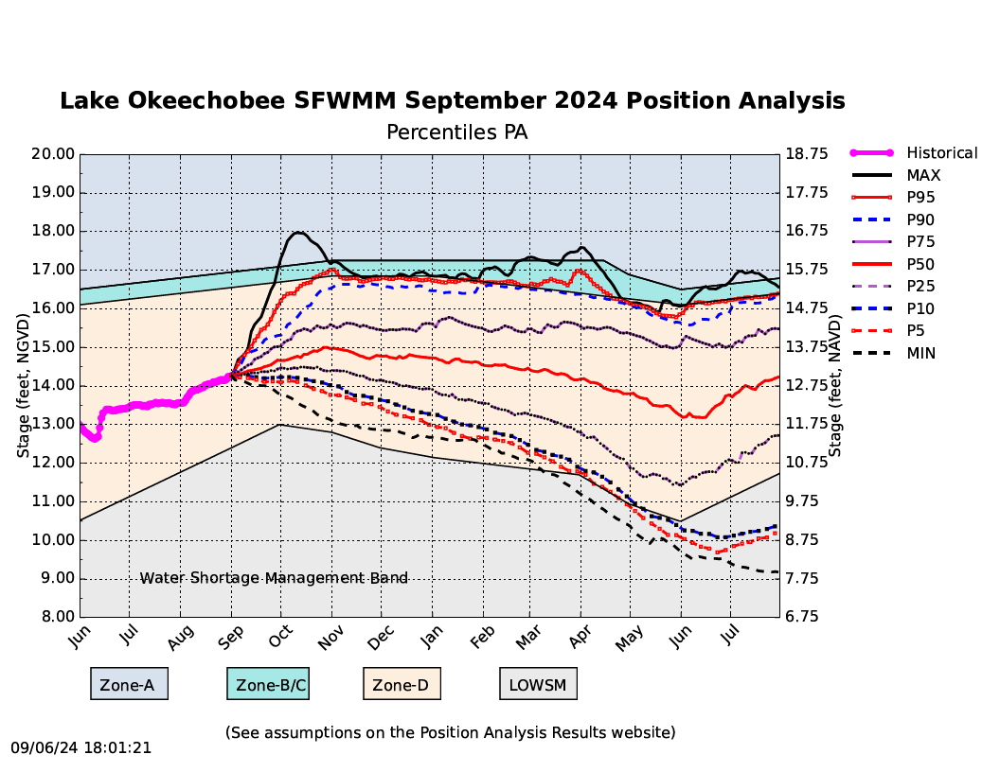 Lake Okeechobee SFWMM September 2024 Position Analysis
Percentiles PA
20.00
19.00
18.00
17.00
16.00
15.00
14.00
13.00
12.00
11.00
10.00
9.00
8.00
Stage (feet, NGVD)
18.75
17.75
16.75
15.75
14.75
13.75
12.75
11.75
10.75
9.75
8.75
7.75
6.75
Stage (feet, NAVD)
Historical
MAX
P95
P90
P75
P50
P25
P10
P5
MIN
Water Shortage Management Band
Jun Jul Aug Sep Oct Nov Dec Jan Feb Mar Apr May Jun Jul
Zone-A Zone-B/C Zone-D LOWSM
(See assumptions on the Position Analysis Results website)
09/06/24 18:01:21